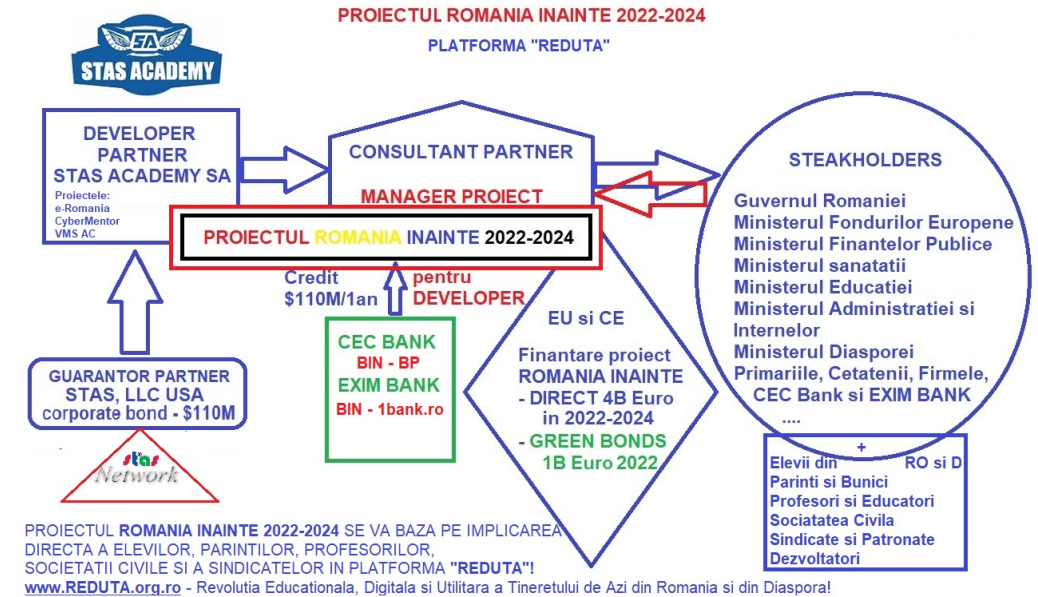 PROIECTUL ROMANIA INAINTE 2022-2024
PLATFORMA "REDUTA"
SA
STAS ACADEMY
DEVELOPER
PARTNER
STAS ACADEMY SA
Proiectele:
e-Romania
CyberMentor
VMS AC
CONSULTANT PARTNER
MANAGER PROIECT
PROIECTUL ROMANIA INAINTE 2022-2024
Credit
$110M/1an
pentru
DEVELOPER
CEC BANK
BIN - BP
EXIM BANK
BIN - 1bank.ro
GUARANTOR PARTNER
STAS, LLC USA
corporate bond - $110M
stas
Network
EU si CE
Finantare proiect
ROMANIA INAINTE
- DIRECT 4B Euro
in 2022-2024
- GREEN BONDS
1B Euro 2022
STEAKHOLDERS
Guvernul Romaniei
Ministerul Fondurilor Europene
Ministerul Finantelor Publice
Ministerul sanatatii
Ministerul Educatiei
Ministerul Administratiei si
Internelor
Ministerul Diasporei
Primariile, Cetatenii, Firmele,
CEC Bank si EXIM BANK
....
+
Elevii din RO si D
Parinti si Bunici
Profesori si Educatori
Sociatatea Civila
Sindicate si Patronate
Dezvoltatori
PROIECTUL ROMANIA INAINTE 2022-2024 SE VA BAZA PE IMPLICAREA
DIRECTA A ELEVILOR, PARINTILOR, PROFESORILOR,
SOCIETATII CIVILE SI A SINDICATELOR IN PLATFORMA "REDUTA"!
www.REDUTA.org.ro - Revolutia Educationala, Digitala si Utilitara a Tineretului de Azi din Romania si din Diaspora!